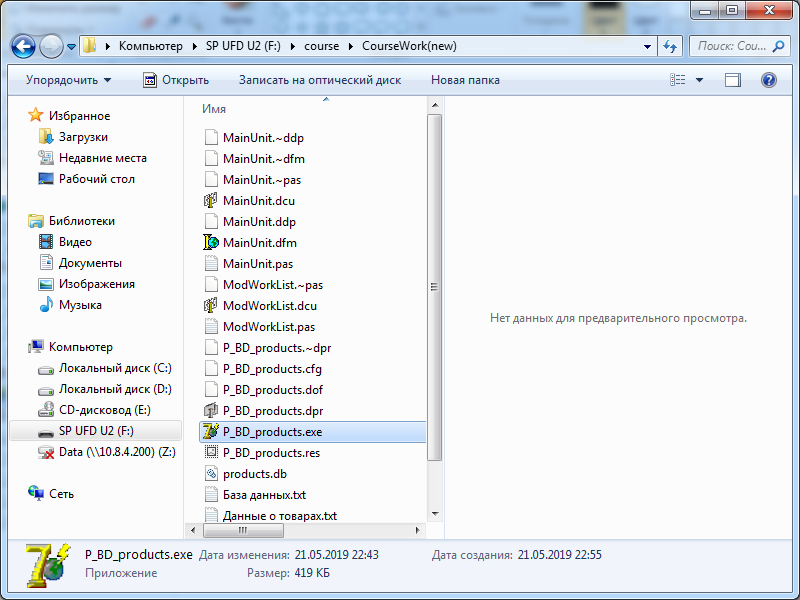 Компьютер SP UFD U2 (F:) course CourseWork(new)
Поиск: Cou...
Упорядочить Открыть Записать на оптический диск Новая папка
Избранное
Загрузки
Недавние места
Рабочий стол
Библиотеки
Видео
Документы
Изображения
Музыка
Компьютер
Локальный диск (C:)
Локальный диск (D:)
CD-дисковод (E:)
SP UFD U2 (F:)
Data (\\10.8.4.200) (Z:)
Сеть
Имя
MainUnit.~ddp
MainUnit.~dfm
MainUnit.~pas
MainUnit.dcu
MainUnit.ddp
MainUnit.dfm
MainUnit.pas
ModWorkList.~pas
ModWorkList.dcu
ModWorkList.pas
P_BD_products.~dpr
P_BD_products.cfg
P_BD_products.dof
P_BD_products.dpr
P_BD_products.exe
P_BD_products.res
products.db
База данных.txt
Данные о товарах.txt
Нет данных для предварительного просмотра.
P_BD_products.exe Дата изменения: 21.05.2019 22:43 Дата создания: 21.05.2019 22:55
Приложение Размер: 419 КБ